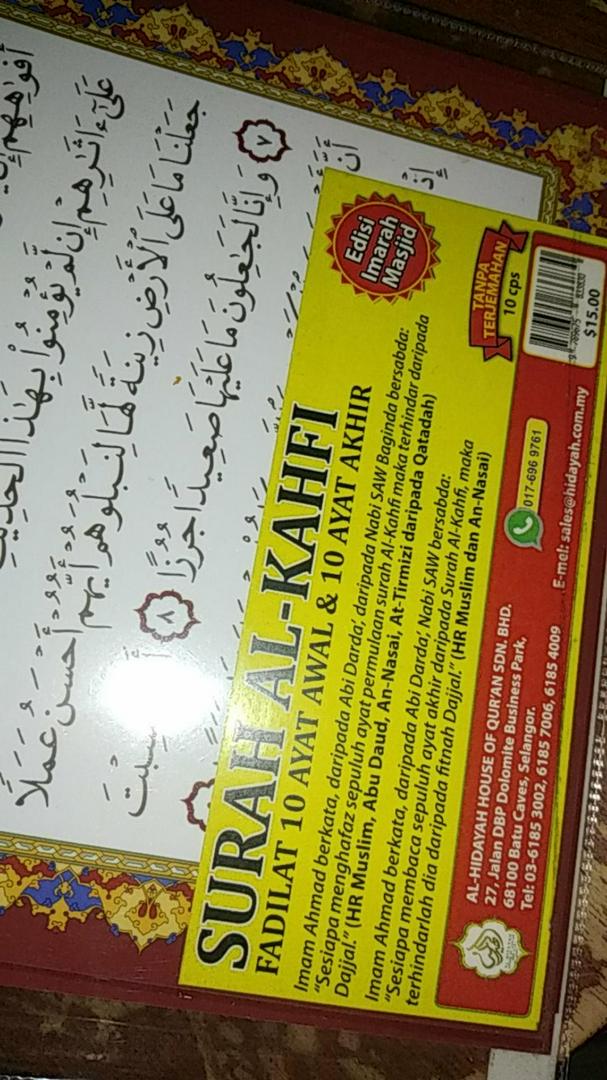 عَلَىٰٓ ءَاثَٰرِهِمْ إِن لَّمْ يُؤْمِنُوا۟ بِهَٰذَا ٱلْحَدِيثِ
جَعَلْنَا مَا عَلَى ٱلْأَرْضِ زِينَةً لَّهَا لِنَبْلُوَهُمْ أَيُّهُمْ أَحْسَنُ عَمَلًا
٧ وَإِنَّا لَجَٰعِلُونَ مَا عَلَيْهَا صَعِيدًا جُرُزًا ٨
أَنَّ
إِذْ
Edisi
Imarah
Masjid
TANPA
TERJEMAHAN
10 cps
SURAH AL-KAHFI
FADILAT 10 AYAT AWAL & 10 AYAT AKHIR
Imam Ahmad berkata, daripada Abi Darda', daripada Nabi SAW Baginda bersabda:
"Sesiapa menghafaz sepuluh ayat permulaan surah Al-Kahfi maka terhindar daripada
Dajjal." (HR Muslim, Abu Daud, An-Nasai, At-Tirmizi daripada Qatadah)
Imam Ahmad berkata, daripada Abi Darda', Nabi SAW bersabda:
"Sesiapa membaca sepuluh ayat akhir daripada Surah Al-Kahfi, maka
terhindarlah dia daripada fitnah Dajjal." (HR Muslim dan An-Nasai)
AL-HIDAYAH HOUSE OF QUR'AN SDN. BHD.
27, Jalan DBP Dolomite Business Park,
68100 Batu Caves, Selangor.
Tel: 03-6185 3002, 6185 7006, 6185 4009
017-696 9761
E-mel: sales@hidayah.com.my
$15.00